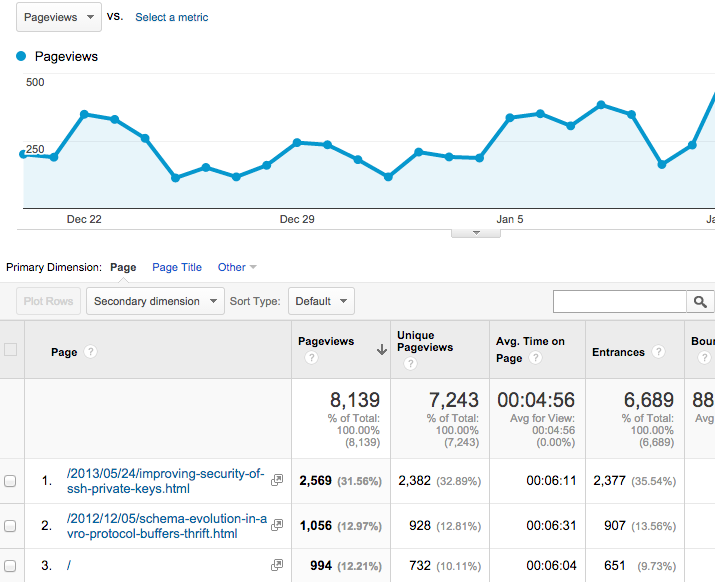 Pageviews vs. Select a metric
Pageviews
500
250
Dec 22 Dec 29 Jan 5 Ja
Primary Dimension: Page Page Title Other
Plot Rows Secondary dimension Sort Type: Default
Page ? Pageviews ? Unique Pageviews ? Avg. Time on Page ? Entrances ? Boun ?
8,139 7,243 00:04:56 6,689 88
% of Total: % of Total: Avg for View: % of Total: Avg
100.00% 100.00% 00:04:56 100.00%
(8,139) (7,243) (0.00%) (6,689)
1. /2013/05/24/improving-security-of- 2,569 (31.56%) 2,382 (32.89%) 00:06:11 2,377 (35.54%)
ssh-private-keys.html
2. /2012/12/05/schema-evolution-in-a 1,056 (12.97%) 928 (12.81%) 00:06:31 907 (13.56%)
vro-protocol-buffers-thrift.html
3. / 994 (12.21%) 732 (10.11%) 00:06:04 651 (9.73%)